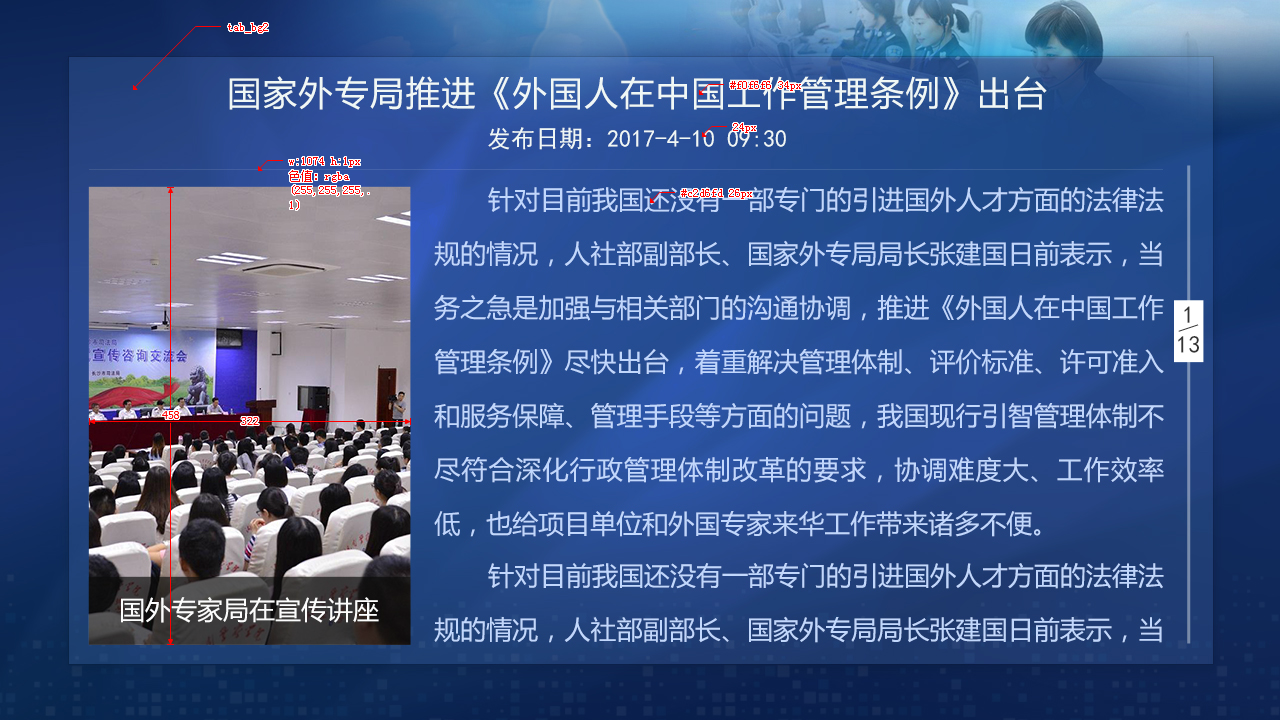 tab_bg2
国家外专局推进《外国人在中国工作管理条例》出台
#f0f6f6 34px
发布日期：2017-4-10 09:30
24px
w:1074 h:1px
色值：rgba
(255,255,255,.
1)
#c2d6fd 26px
针对目前我国还没有一部专门的引进国外人才方面的法律法
规的情况，人社部副部长、国家外专局局长张建国日前表示，当
务之急是加强与相关部门的沟通协调，推进《外国人在中国工作
管理条例》尽快出台，着重解决管理体制、评价标准、许可准入
和服务保障、管理手段等方面的问题，我国现行引智管理体制不
尽符合深化行政管理体制改革的要求，协调难度大、工作效率
低，也给项目单位和外国专家来华工作带来诸多不便。
针对目前我国还没有一部专门的引进国外人才方面的法律法
规的情况，人社部副部长、国家外专局局长张建国日前表示，当
1
13
宣传咨询交流会
458
322
国外专家局在宣传讲座